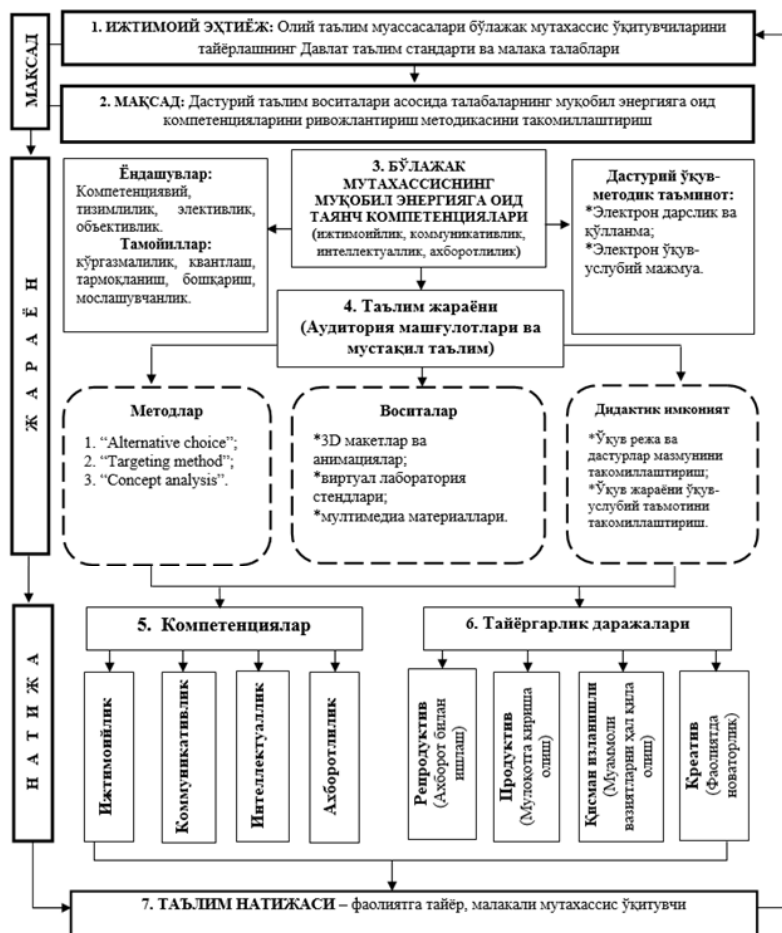 МАҚСАД
1. ИЖТИМОИЙ ЭҲТИЁЖ: Олий таълим муассасалари бўлажак мутахассис ўқитувчиларини
тайёрлашнинг Давлат таълим стандарти ва малака талаблари
2. МАҚСАД: Дастурий таълим воситалари асосида талабаларнинг муқобил энергияга оид
компетенцияларини ривожлантириш методикасини такомиллаштириш
ЖАРАЁН
Ёндашувлар:
Компетенциявий,
тизимлилик, элективлик,
объективлик.
Тамойиллар:
кўргазмалилик, квантлаш,
тармоқланиш, бошқариш,
мослашувчанлик.
3. БЎЛАЖАК
МУТАХАССИСНИНГ
МУҚОБИЛ ЭНЕРГИЯГА ОИД
ТАЯНЧ КОМПЕТЕНЦИЯЛАРИ
(ижтимоийлик, коммуникативлик,
интеллектуаллик, ахборотлилик)
Дастурий ўқув-
методик таъминот:
*Электрон дарслик ва
қўлланма;
*Электрон ўқув-
услубий мажмуа.
4. Таълим жараёни
(Аудитория машғулотлари ва
мустақил таълим)
Методлар
1. “Alternative choice”;
2. “Targeting method”;
3. “Concept analysis”.
Воситалар
*3D макетлар ва
анимациялар;
*виртуал лаборатория
стендлари;
*мултимедиа материаллари.
Дидактик имконият
*Ўқув режа ва
дастурлар мазмунини
такомиллаштириш;
*Ўқув жараёни ўқув-
услубий таъмотини
такомиллаштириш.
НАТИЖА
5. Компетенциялар
Ижтимоийлик
Коммуникативлик
Интеллектуаллик
Ахборотлилик
6. Тайёргарлик даражалари
Репродуктив
(Ахборот билан
ишлаш)
Продуктив
(Мулоқотга кириша
олиш)
Қисман изланишли
(Муаммоли
вазиятларни ҳал қила
олиш)
Креатив
(Фаолиятда
новаторлик)
7. ТАЪЛИМ НАТИЖАСИ – фаолиятга тайёр, малакали мутахассис ўқитувчи